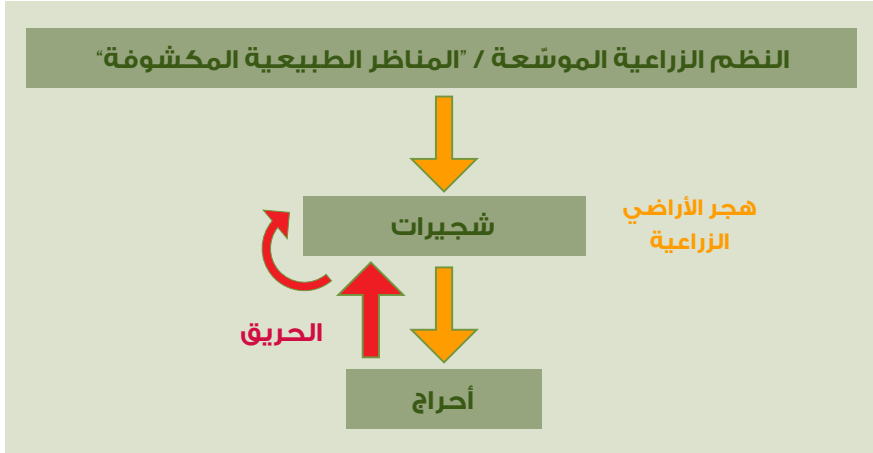 النظم الزراعية الموسّعة / "المناظر الطبيعية المكشوفة"
شجيرات
هجر الأراضي
الزراعية
الحريق
أحراج